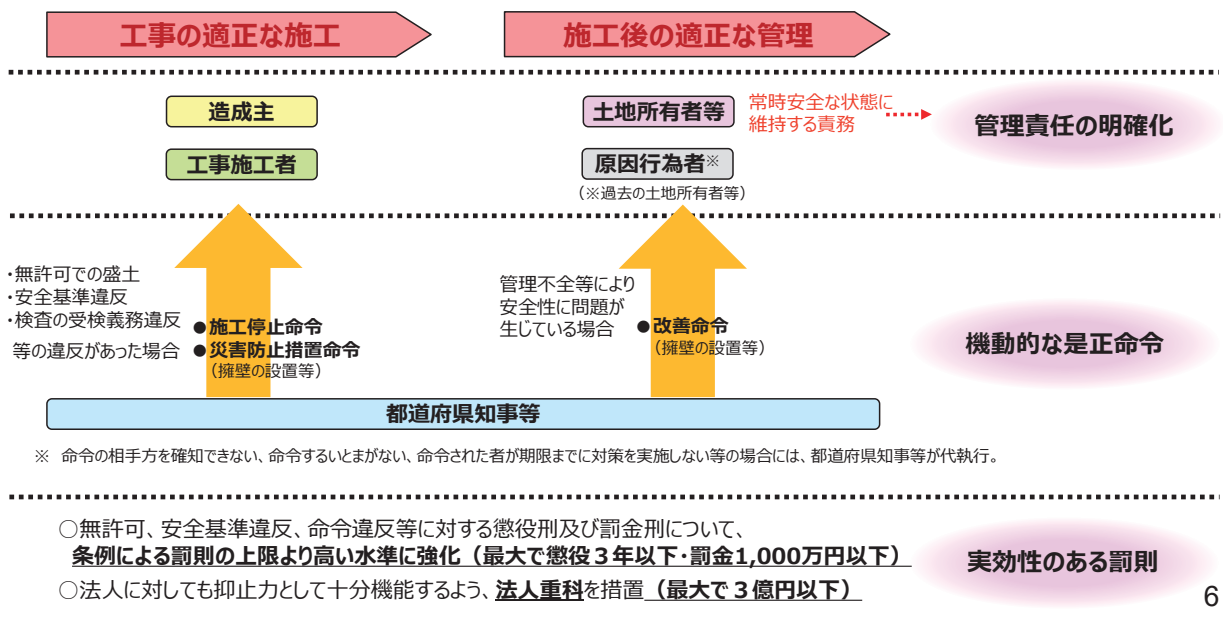 工事の適正な施工
施工後の適正な管理
造成主
工事施工者
土地所有者等
常時安全な状態に
維持する責務
原因行為者※
（※過去の土地所有者等）
管理責任の明確化
・無許可での盛土
・安全基準違反
・検査の受検義務違反
等の違反があった場合
●施工停止命令
●災害防止措置命令
（擁壁の設置等）
管理不全等により
安全性に問題が
生じている場合
●改善命令
（擁壁の設置等）
機動的な是正命令
都道府県知事等
※ 命令の相手方を確知できない、命令するいとまがない、命令された者が期限までに対策を実施しない等の場合には、都道府県知事等が代執行。
○無許可、安全基準違反、命令違反等に対する懲役刑及び罰金刑について、
条例による罰則の上限より高い水準に強化（最大で懲役３年以下・罰金1,000万円以下）
○法人に対しても抑止力として十分機能するよう、法人重科を措置（最大で３億円以下）
実効性のある罰則
6